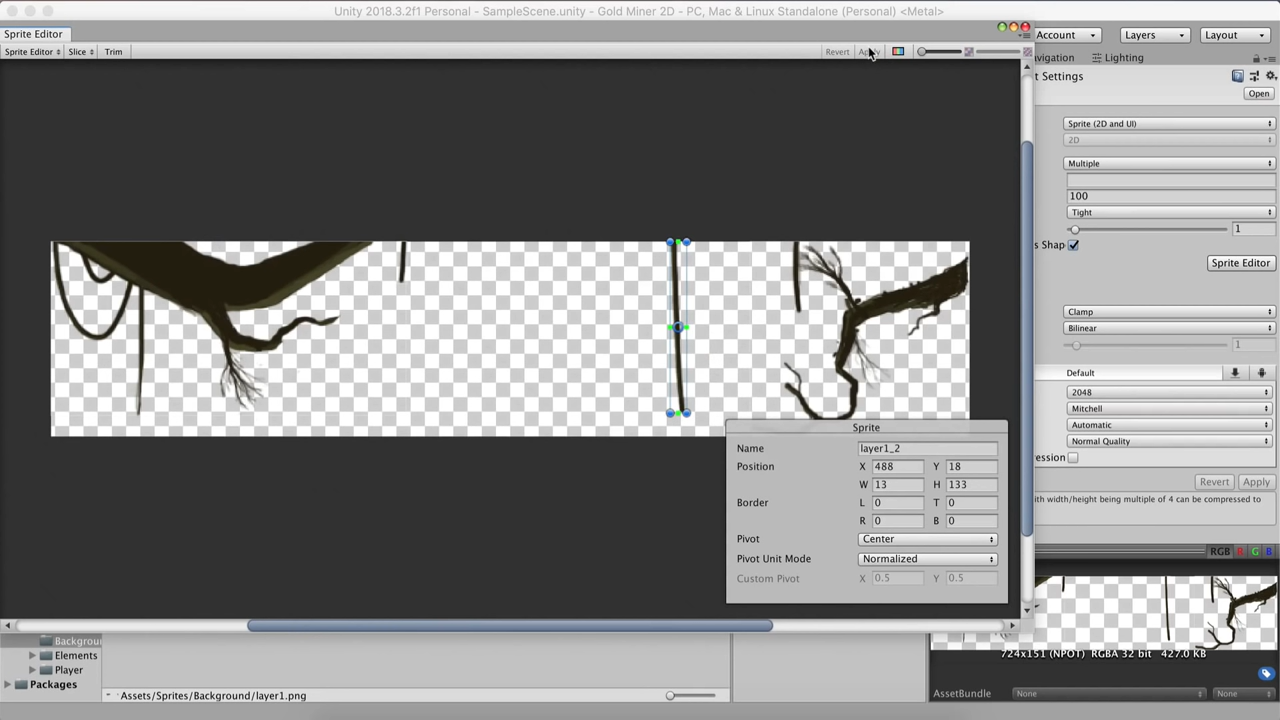 Unity 2018.3.2f1 Personal - SampleScene.unity - Gold Miner 2D - PC, Mac & Linux Standalone (Personal) <Metal>
Sprite Editor
Account Layers Layout
Sprite Editor Slice Trim Revert Apply
vigation Lighting
t Settings
Open
Sprite (2D and UI)
2D
Multiple
100
Tight
1
s Shap
Sprite Editor
Clamp
Bilinear
1
Default
2048
Mitchell
Automatic
Normal Quality
ession
Revert Apply
ith width/height being multiple of 4 can be compressed to
RGB R G B
Sprite
Name layer1_2
Position X 488 Y 18
W 13 H 133
Border L 0 T 0
R 0 B 0
Pivot Center
Pivot Unit Mode Normalized
Custom Pivot X 0.5 Y 0.5
Backgrou
Elements
Player
Packages
Assets/Sprites/Background/layer1.png
724x151 (NPOT) RGBA 32 bit 427.0 KB
AssetBundle None None